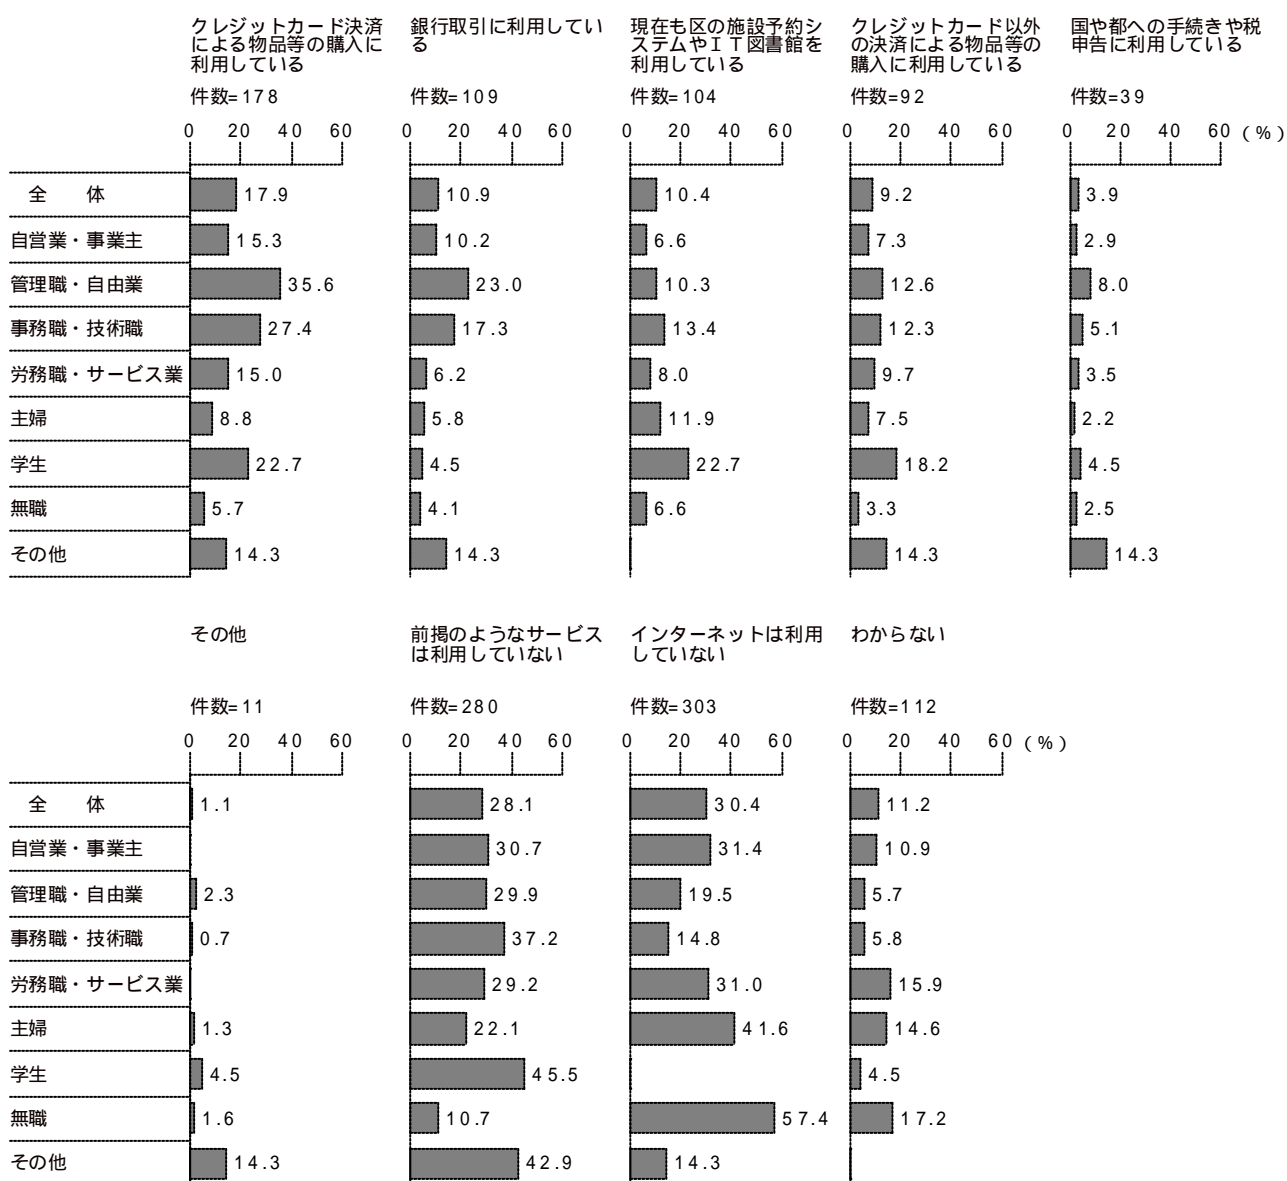 クレジットカード決済
による物品等の購入に
利用している
銀行取引に利用してい
る
現在も区の施設予約シ
ステムやＩＴ図書館を
利用している
クレジットカード以外
の決済による物品等の
購入に利用している
国や都への手続きや税
申告に利用している
件数=178 件数=109 件数=104 件数=92 件数=39
0 20 40 60 0 20 40 60 0 20 40 60 0 20 40 60 0 20 40 60 (%)
全　体 17.9 10.9 10.4 9.2 3.9
自営業・事業主 15.3 10.2 6.6 7.3 2.9
管理職・自由業 35.6 23.0 10.3 12.6 8.0
事務職・技術職 27.4 17.3 13.4 12.3 5.1
労務職・サービス業 15.0 6.2 8.0 9.7 3.5
主婦 8.8 5.8 11.9 7.5 2.2
学生 22.7 4.5 22.7 18.2 4.5
無職 5.7 4.1 6.6 3.3 2.5
その他 14.3 14.3 14.3 14.3
その他
前掲のようなサービス
は利用していない
インターネットは利用
していない
わからない
件数=11 件数=280 件数=303 件数=112
0 20 40 60 0 20 40 60 0 20 40 60 0 20 40 60 (%)
全　体 1.1 28.1 30.4 11.2
自営業・事業主 30.7 31.4 10.9
管理職・自由業 2.3 29.9 19.5 5.7
事務職・技術職 0.7 37.2 14.8 5.8
労務職・サービス業 29.2 31.0 15.9
主婦 1.3 22.1 41.6 14.6
学生 4.5 45.5 4.5
無職 1.6 10.7 57.4 17.2
その他 14.3 42.9 14.3